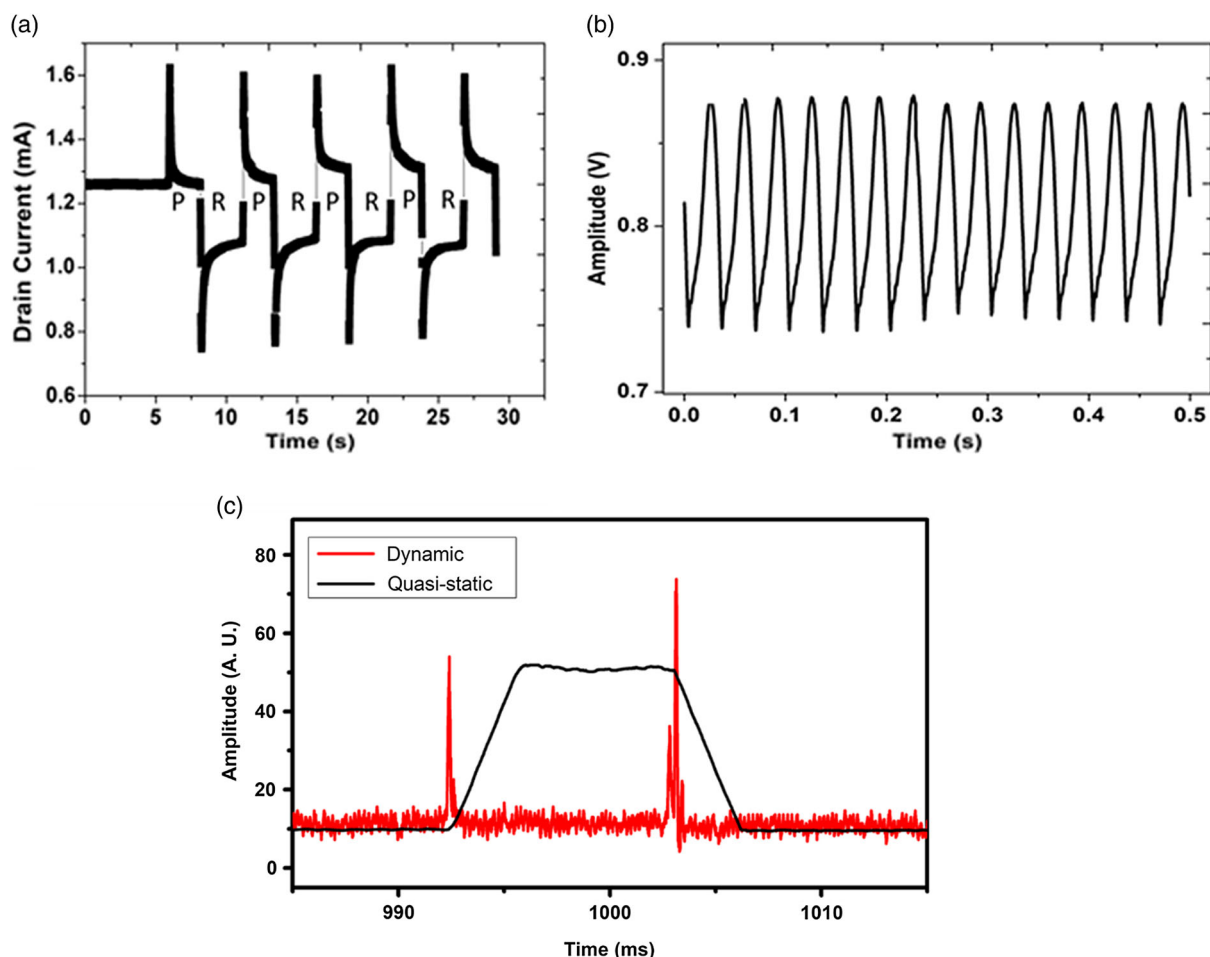 (a)
Drain Current (mA)
1.6
1.4
1.2
1.0
0.8
0.6
P R P R P R P R
0 5 10 15 20 25 30
Time (s)
(b)
Amplitude (V)
0.9
0.8
0.7
0.0 0.1 0.2 0.3 0.4 0.5
Time (s)
(c)
Dynamic
Quasi-static
Amplitude (A. U.)
80
60
40
20
0
990 1000 1010
Time (ms)